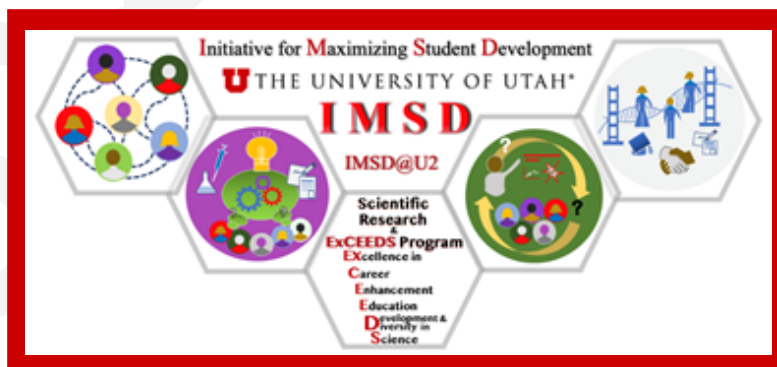 Initiative for Maximizing Student Development
U THE UNIVERSITY OF UTAH®
IMSD
IMSD@U2
Scientific
Research
&
ExCEEDS Program
EXcellence in
Career
Enhancement
Education
Development &
Diversity in
Science
?
?